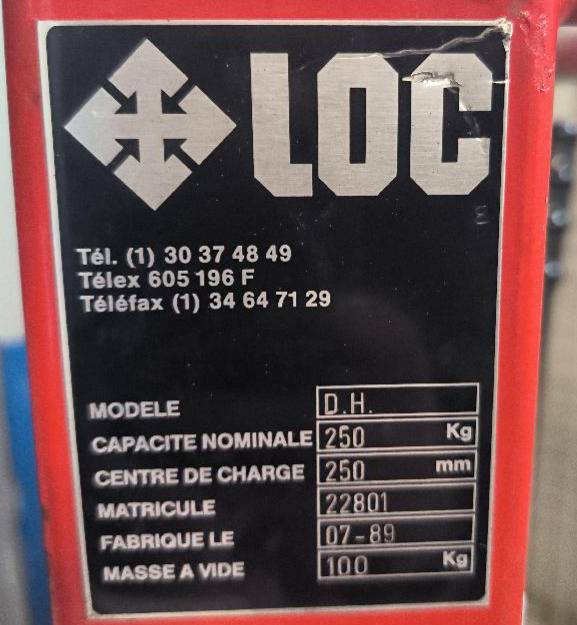 LOC
Tél. (1) 30 37 48 49
Télex 605 196 F
Téléfax (1) 34 64 71 29
MODELE D.H.
CAPACITE NOMINALE 250 Kg
CENTRE DE CHARGE 250 mm
MATRICULE 22801
FABRIQUE LE 07-89
MASSE A VIDE 100 Kg